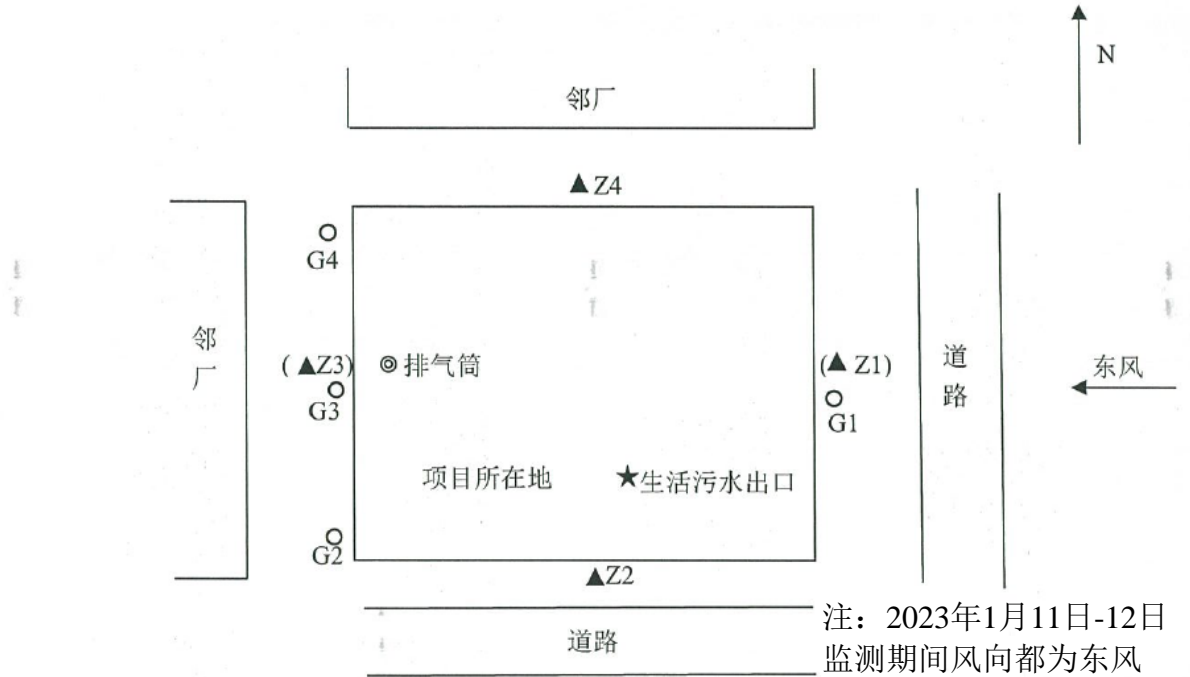 N
邻厂
▲Z4
G4
邻厂
(▲Z3)
◎排气筒
(▲ Z1)
道路
东风
G3
G1
项目所在地
★生活污水出口
G2
▲Z2
道路
注：2023年1月11日-12日
监测期间风向都为东风